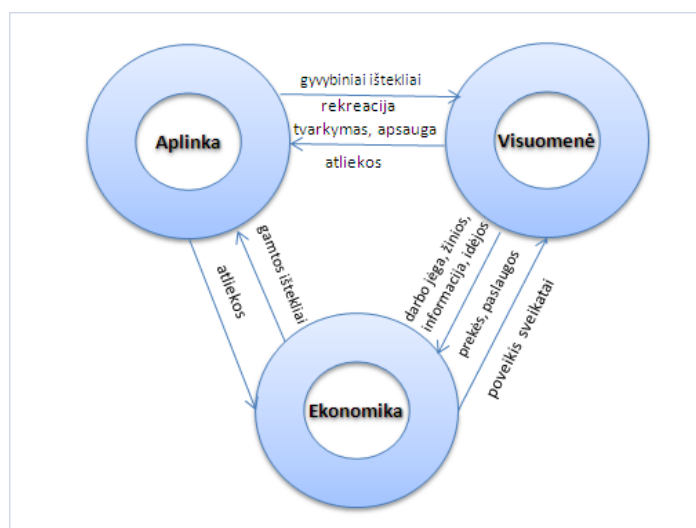 gyvybiniai ištekliai
rekreacija
Aplinka
tvarkymas, apsauga
Visuomenė
atliekos
atliekos
gamtos ištekliai
darbo jėga, žinios,
informacija, idėjos
prekės, paslaugos
poveikis sveikatai
Ekonomika